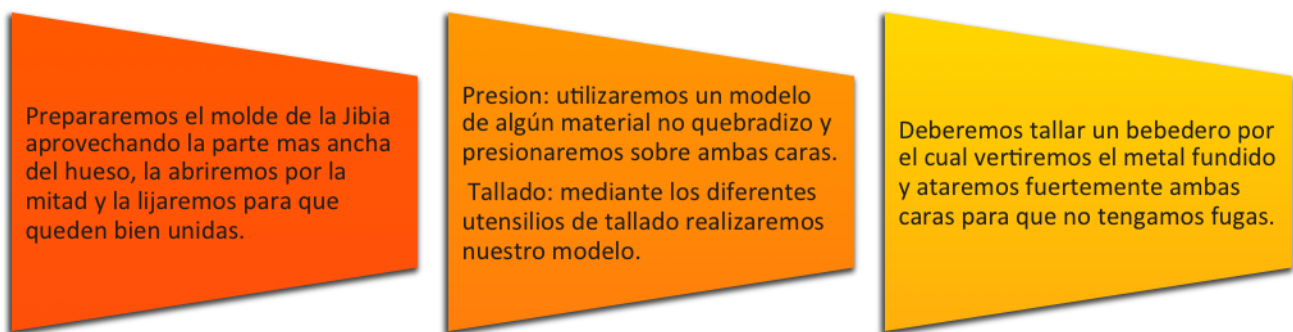 Prepararemos el molde de la Jibia
aprovechando la parte mas ancha
del hueso, la abriremos por la
mitad y la lijaremos para que
queden bien unidas.
Presion: utilizaremos un modelo
de algún material no quebradizo y
presionaremos sobre ambas caras.
Tallado: mediante los diferentes
utensilios de tallado realizaremos
nuestro modelo.
Deberemos tallar un bebedero por
el cual vertiremos el metal fundido
y ataremos fuertemente ambas
caras para que no tengamos fugas.